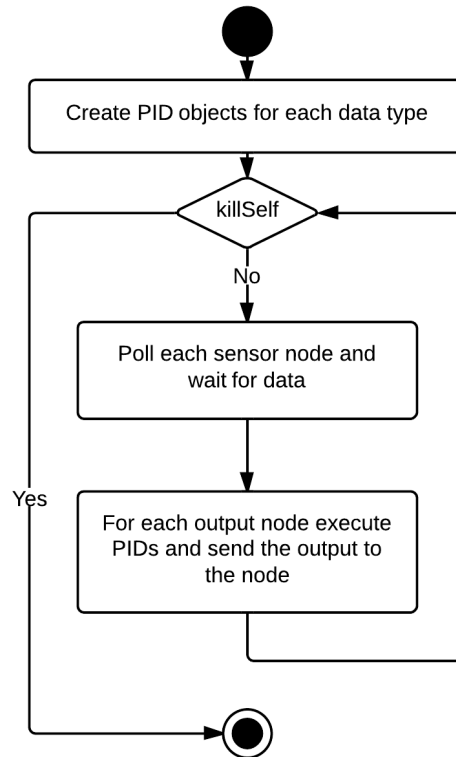 Create PID objects for each data type
killSelf
No
Poll each sensor node and
wait for data
Yes
For each output node execute
PIDs and send the output to
the node